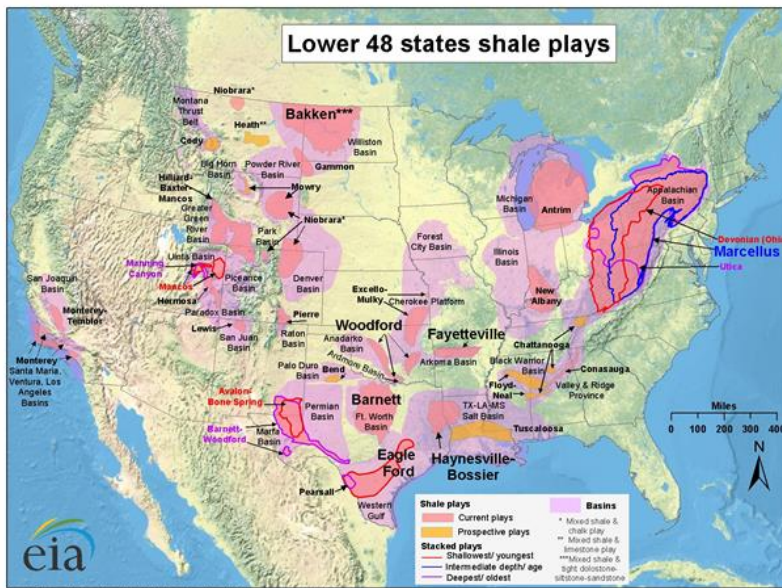 Lower 48 states shale plays
Niobrara*
Montana
Thrust
Belt
Bakken***
Heath**
Cody
Williston
Basin
Big Horn
Basin
Powder River
Basin
Gammon
Hilliard-
Baxter-
Mancos
Mowry
Greater
Green
River
Basin
Niobrara*
Park
Basin
Michigan
Basin
Antrim
Appalachian
Basin
Devonian (Ohio
Marcellus
Utica
Uinta Basin
Manning
Canyon
Mancos
Piceance
Basin
Denver
Basin
Forest
City Basin
Illinois
Basin
San Joaquin
Basin
Hermosa
Paradox Basin
Excello-
Mulky
Cherokee Platform
New
Albany
Monterey-
Temblor
Lewis
San Juan
Basin
Pierre
Raton
Basin
Woodford
Anadarko
Basin
Fayetteville
Chattanooga
Monterey
Santa Maria,
Ventura, Los
Angeles
Basins
Palo Duro
Basin
Bend
Ardmore Basin
Arkoma Basin
Black Warrior
Basin
Conasauga
Floyd-
Neal
Valley & Ridge
Province
Avalon-
Bone Spring
Permian
Basin
Barnett
Ft. Worth
Basin
TX-LA-MS
Salt Basin
Tuscaloosa
Barnett-
Woodford
Marfa
Basin
Eagle
Ford
Haynesville-
Bossier
Pearsall
Western
Gulf
Miles
0 100 200 300 400
N
Shale plays
Current plays
Prospective plays
Stacked plays
Shallowest/ youngest
Intermediate depth/ age
Deepest/ oldest
Basins
* Mixed shale &
chalk play
** Mixed shale &
limestone play
***Mixed shale &
tight dolostone-
siltstone-sandstone
eia